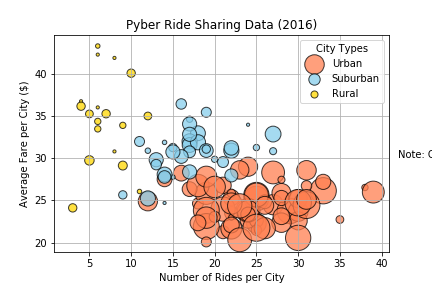 Pyber Ride Sharing Data (2016)
City Types
Urban
Suburban
Rural
Average Fare per City ($)
40
35
30
25
20
Note:
5
10
15
20
25
30
35
40
Number of Rides per City